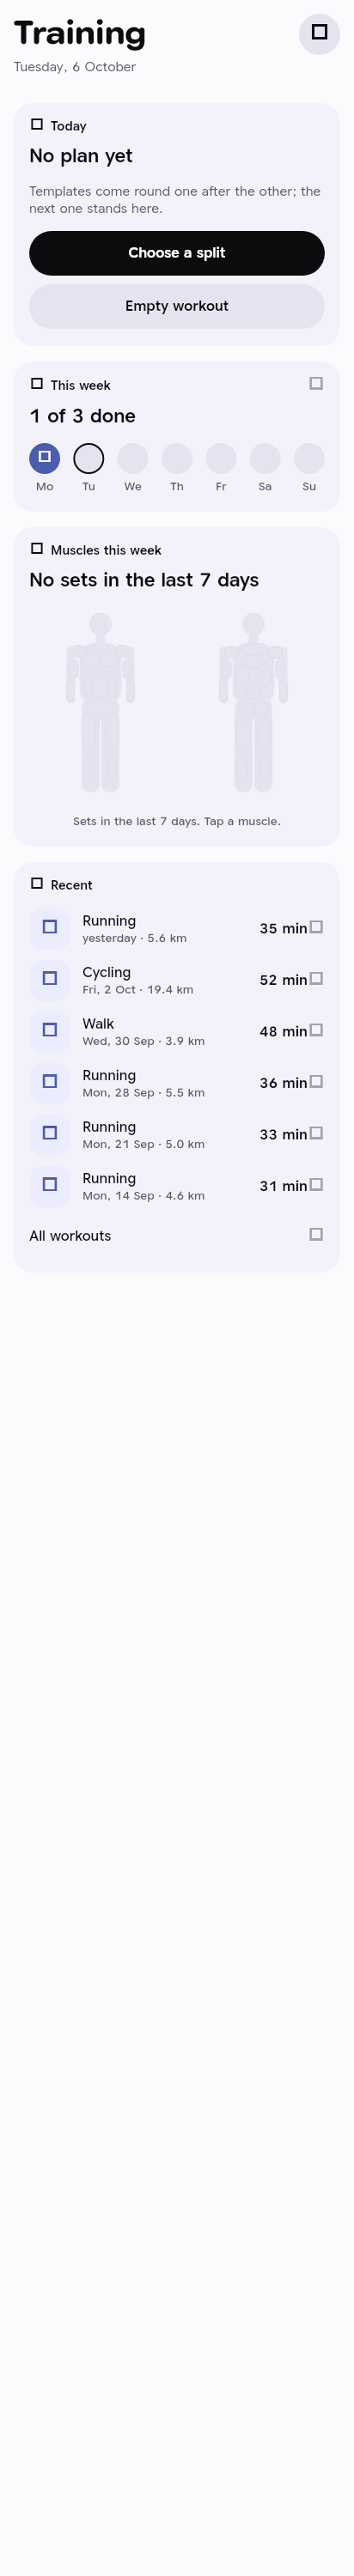 Training
Tuesday, 6 October
Today
No plan yet
Templates come round one after the other; the
next one stands here.
Choose a split
Empty workout
This week
1 of 3 done
Mo Tu We Th Fr Sa Su
Muscles this week
No sets in the last 7 days
Sets in the last 7 days. Tap a muscle.
Recent
Running
35 min
yesterday · 5.6 km
Cycling
52 min
Fri, 2 Oct · 19.4 km
Walk
48 min
Wed, 30 Sep · 3.9 km
Running
36 min
Mon, 28 Sep · 5.5 km
Running
33 min
Mon, 21 Sep · 5.0 km
Running
31 min
Mon, 14 Sep · 4.6 km
All workouts